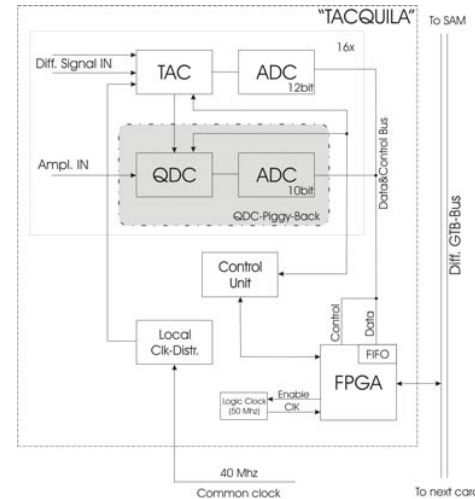 "TACQUILA"
To SAM
16x
Diff. Signal IN
TAC
ADC
12bit
Ampl. IN
QDC
ADC
10bit
QDC-Piggy-Back
Data&Control Bus
Diff. GTB-Bus
Control
Unit
Local
Clk-Distr.
Control
Data
FIFO
FPGA
Logic Clock
(50 Mhz)
Enable
ClK
40 Mhz
Common clock
To next card